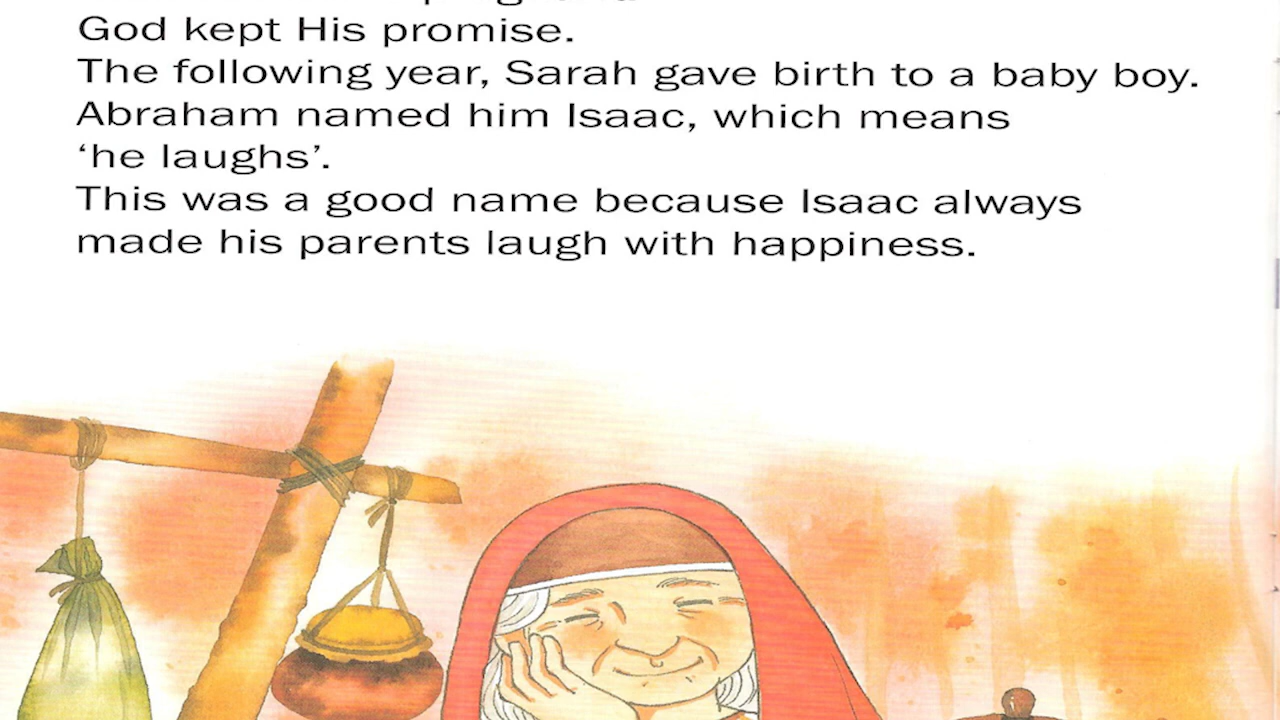 God kept His promise.
The following year, Sarah gave birth to a baby boy.
Abraham named him Isaac, which means
‘he laughs’.
This was a good name because Isaac always
made his parents laugh with happiness.